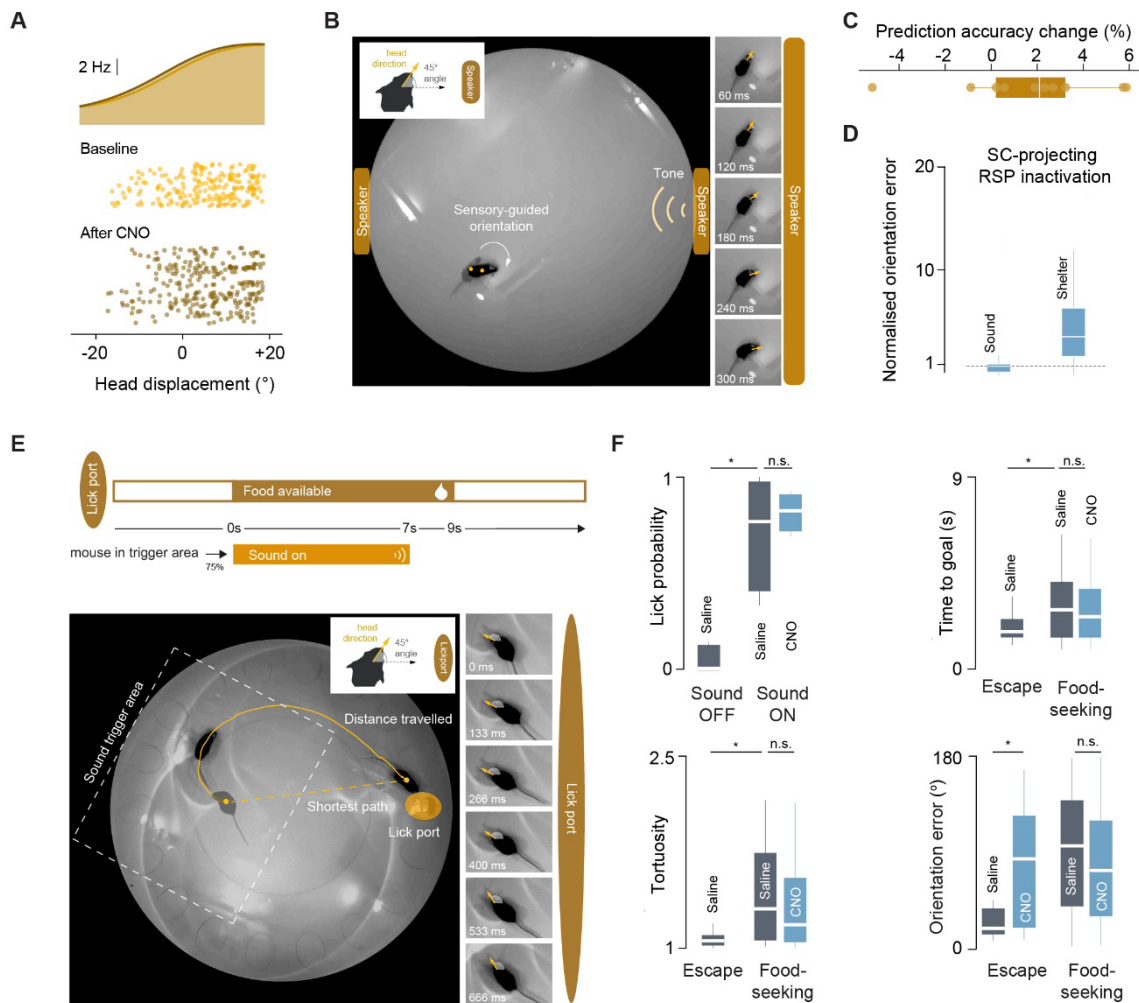 A
2 Hz
Baseline
After CNO
-20
0
+20
Head displacement (°)
B
head
direction
45°
angle
Speaker
Speaker
Sensory-guided
orientation
Tone
Speaker
60 ms
120 ms
180 ms
240 ms
300 ms
Speaker
C
Prediction accuracy change (%)
-4
-2
0
2
4
6
D
SC-projecting
RSP inactivation
Normalised orientation error
20
10
1
Sound
Shelter
E
Lick port
Food available
0s
7s
9s
mouse in trigger area
75%
Sound on
Sound trigger area
head
direction
45°
angle
Lickport
Distance travelled
Shortest path
Lick port
0 ms
133 ms
266 ms
400 ms
533 ms
666 ms
Lick port
F
Lick probability
1
0
*
n.s.
Saline
Saline
CNO
Sound
OFF
Sound
ON
Time to goal (s)
9
0
*
n.s.
Saline
Saline
CNO
Escape
Food-
seeking
Tortuosity
2.5
1
*
n.s.
Saline
Saline
CNO
Escape
Food-
seeking
Orientation error (°)
180
0
*
n.s.
Saline
CNO
Saline
CNO
Escape
Food-
seeking